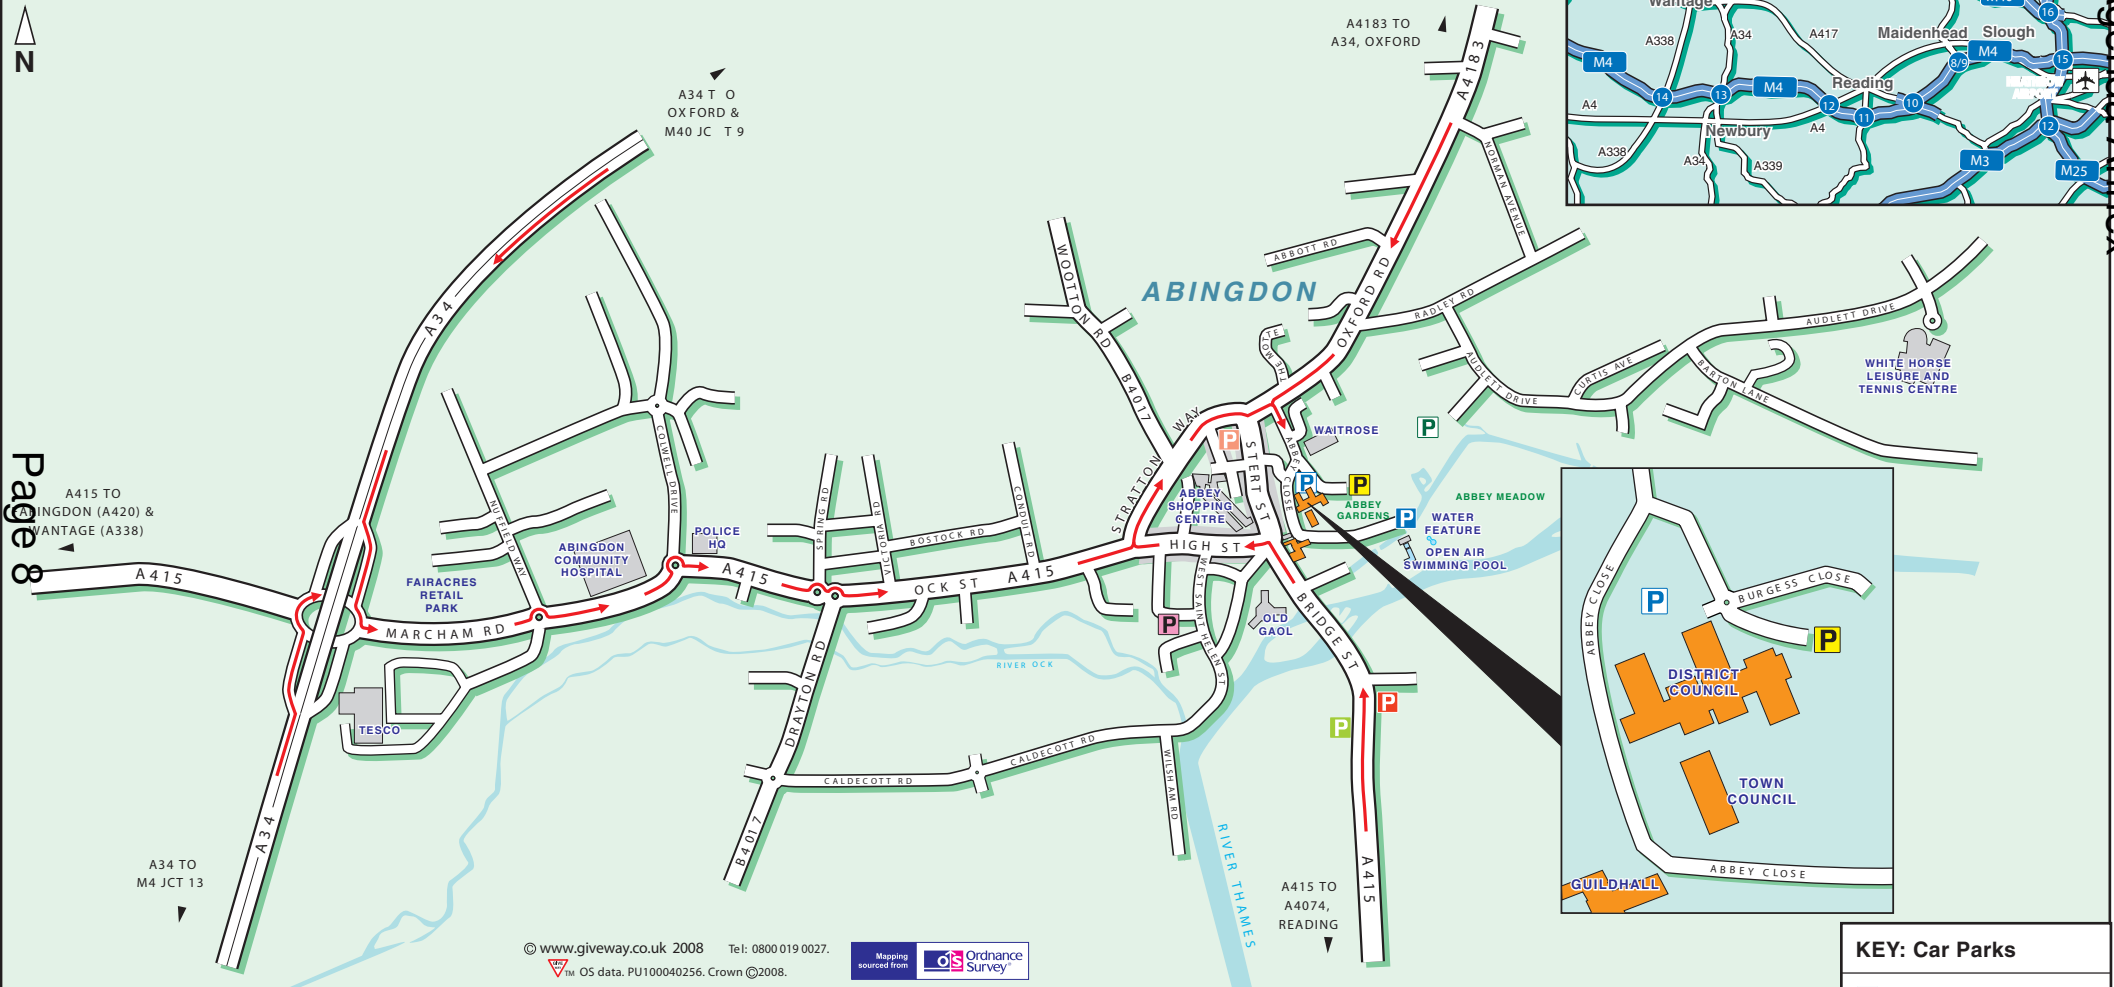 N
A34 T O
OXFORD &
M40 JC T 9
A4183 TO
A34, OXFORD
A4183
Wantage
A338
A34
A417
Maidenhead
Slough
16
M4
M4
8/9
15
Reading
M4
14
13
12
10
11
12
A4
A4
Newbury
A338
A34
A339
M3
M25
NORMAN AVENUE
ABBOTT RD
ABINGDON
WOOTTON RD
B4017
OXFORD RD
RADLEY RD
THE MOTE
AUDLETT DRIVE
CURTIS AVE
BARTON LANE
AUDLETT DRIVE
WHITE HORSE
LEISURE AND
TENNIS CENTRE
A34
Page 8
A415 TO
FABINGDON (A420) &
WANTAGE (A338)
A415
COLWELL DRIVE
NUFFIELD WAY
POLICE
HQ
ABINGDON
COMMUNITY
HOSPITAL
FAIRACRES
RETAIL
PARK
MARCHAM RD
TESCO
A415
SPRING RD
VICTORIA RD
BOSTOCK RD
CONDUIT RD
OCK ST
A415
STRATTON WAY
P
STERT ST
ABBEY CLOSE
WAITROSE
P
P
P
ABBEY
SHOPPING
CENTRE
ABBEY
GARDENS
ABBEY MEADOW
P
WATER
FEATURE
OPEN AIR
SWIMMING POOL
HIGH ST
WEST SAINT HELEN ST
P
OLD
GAOL
BRIDGE ST
RIVER OCK
DRAYTON RD
CALDECOTT RD
CALDECOTT RD
WILSHAM RD
B4017
P
P
A415
RIVER THAMES
A34
A34 TO
M4 JCT 13
A415 TO
A4074,
READING
ABBEY CLOSE
P
BURGESS CLOSE
P
DISTRICT
COUNCIL
TOWN
COUNCIL
ABBEY CLOSE
GUILDHALL
© www.giveway.co.uk 2008 Tel: 0800 019 0027.
TM OS data. PU100040256. Crown ©2008.
Mapping
sourced from
OS Ordnance
Survey
KEY: Car Parks